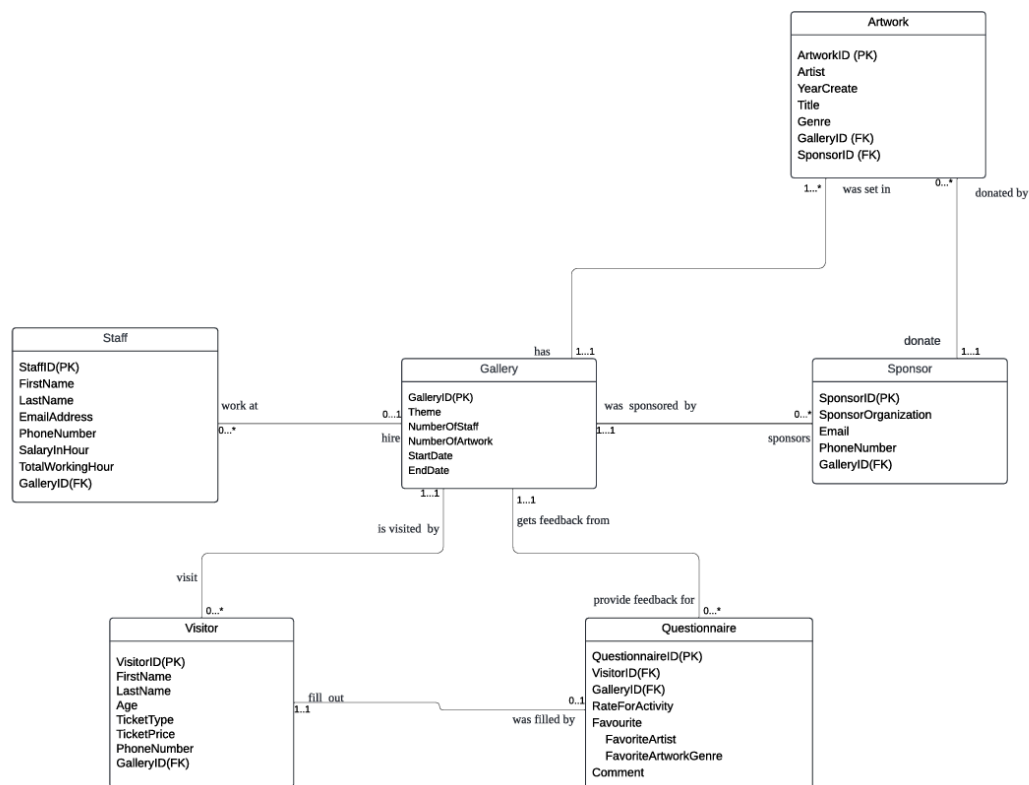 Artwork
ArtworkID (PK)
Artist
YearCreate
Title
Genre
GalleryID (FK)
SponsorID (FK)
1...*
was set in
0...*
donated by
has
1...1
donate
1...1
Staff
StaffID(PK)
FirstName
LastName
EmailAddress
PhoneNumber
SalaryInHour
TotalWorkingHour
GalleryID(FK)
work at
0...*
0...1
hire
Gallery
GalleryID(PK)
Theme
NumberOfStaff
NumberOfArtwork
StartDate
EndDate
was sponsored by
1...1
0...*
sponsors
Sponsor
SponsorID(PK)
SponsorOrganization
Email
PhoneNumber
GalleryID(FK)
1...1
is visited by
1...1
gets feedback from
visit
0...*
provide feedback for
0...*
Visitor
VisitorID(PK)
FirstName
LastName
Age
TicketType
TicketPrice
PhoneNumber
GalleryID(FK)
fill out
1..1
0..1
was filled by
Questionnaire
QuestionnaireID(PK)
VisitorID(FK)
GalleryID(FK)
RateForActivity
Favourite
FavoriteArtist
FavoriteArtworkGenre
Comment